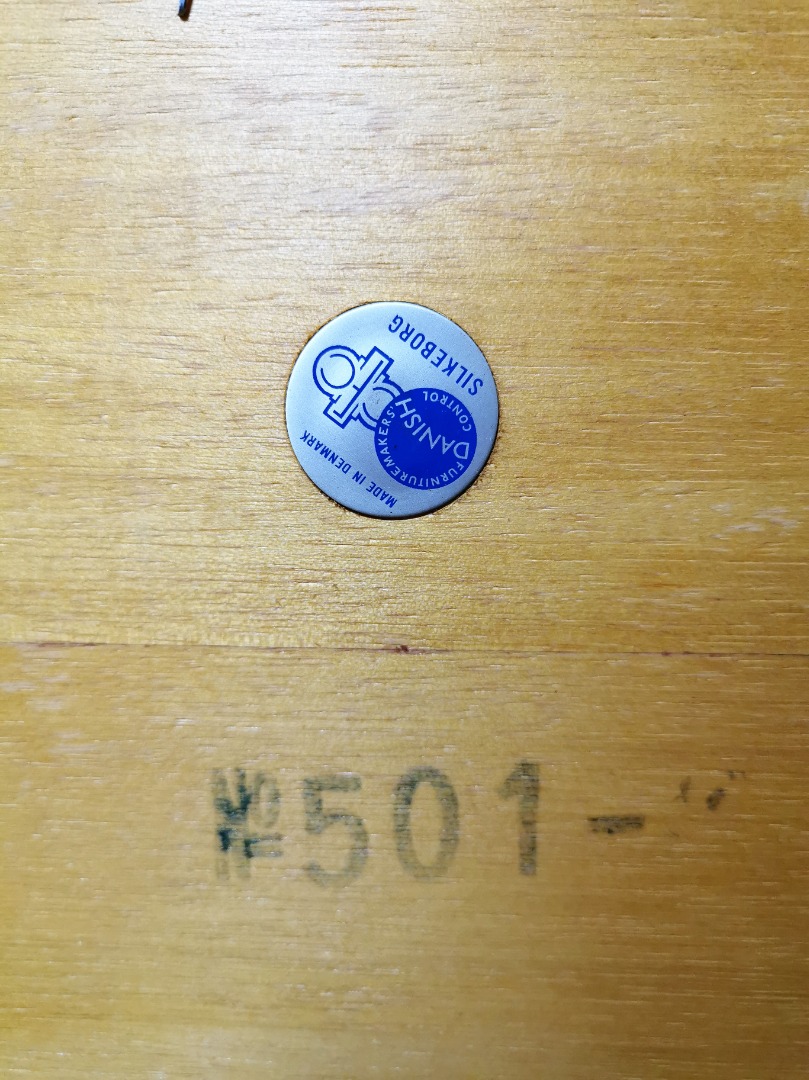 SILKEBORG
DANISH
FURNITUREMAKERS'
CONTROL
MADE IN DENMARK
№501-